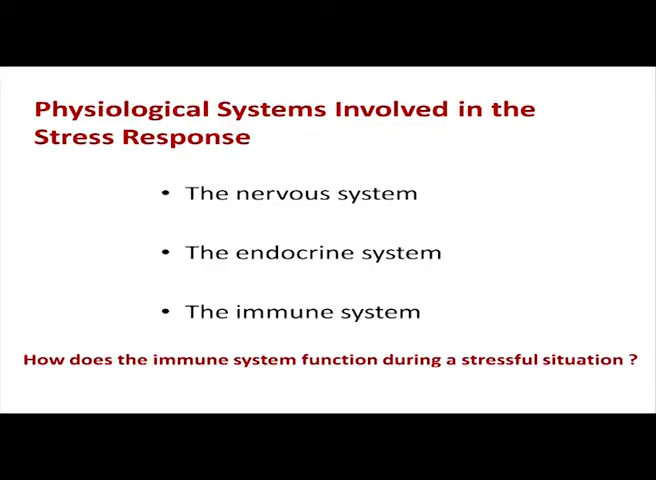 Physiological Systems Involved in the
Stress Response
• The nervous system
• The endocrine system
• The immune system
How does the immune system function during a stressful situation ?